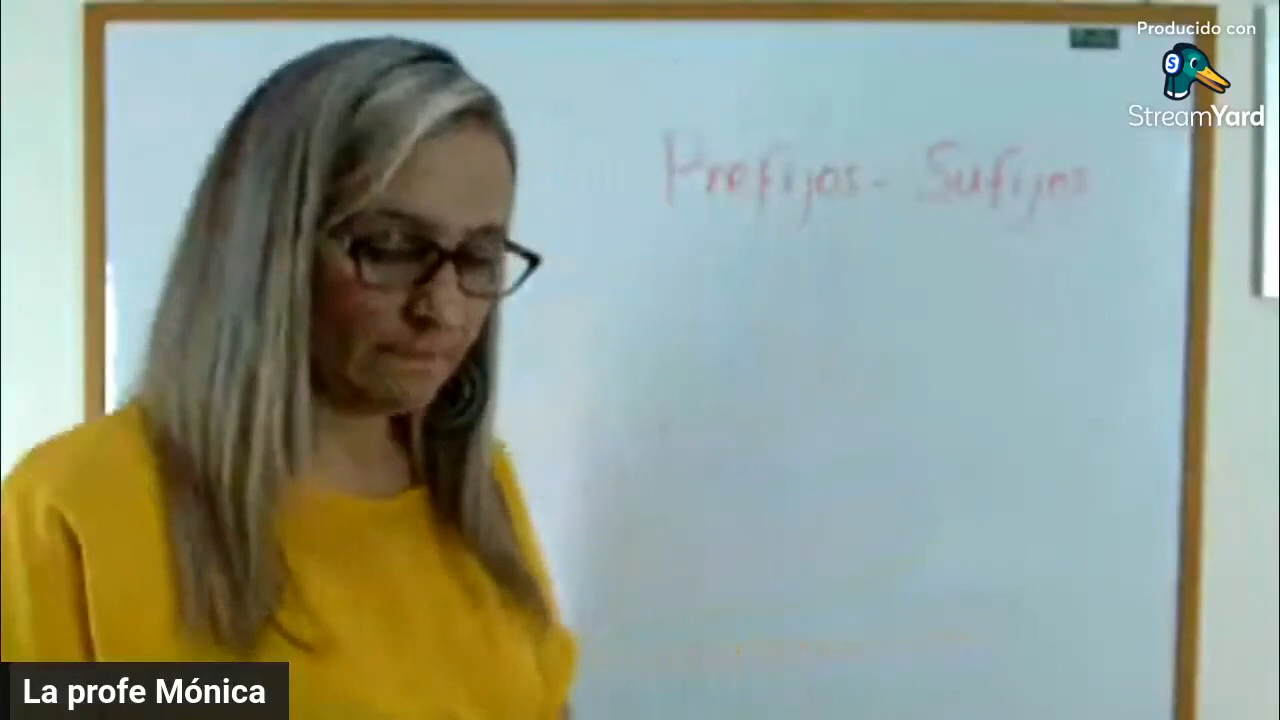 Producido con
StreamYard
Prefijos - Sufijos
La profe Mónica